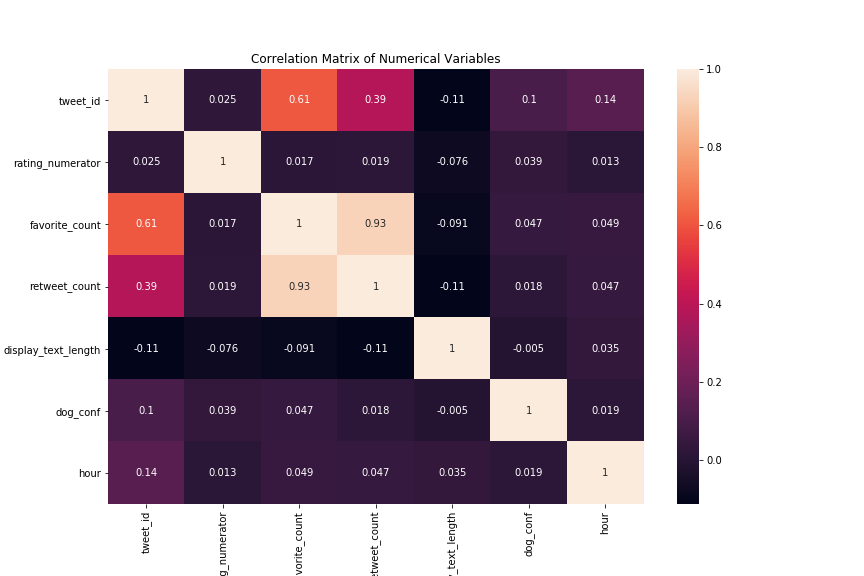 Correlation Matrix of Numerical Variables
tweet_id 1 0.025 0.61 0.39 -0.11 0.1 0.14
rating_numerator 0.025 1 0.017 0.019 -0.076 0.039 0.013
favorite_count 0.61 0.017 1 0.93 -0.091 0.047 0.049
retweet_count 0.39 0.019 0.93 1 -0.11 0.018 0.047
display_text_length -0.11 -0.076 -0.091 -0.11 1 -0.005 0.035
dog_conf 0.1 0.039 0.047 0.018 -0.005 1 0.019
hour 0.14 0.013 0.049 0.047 0.035 0.019 1
tweet_id
g_numerator
vorite_count
etweet_count
y_text_length
dog_conf
hour
1.0
0.8
0.6
0.4
0.2
0.0